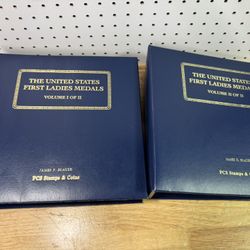 THE UNITED STATES
FIRST LADIES MEDALS
VOLUME I OF II
PCS Stamps & Coins
THE UNITED STATES
FIRST LADIES MEDALS
VOLUME II OF II
PCS Stamps &